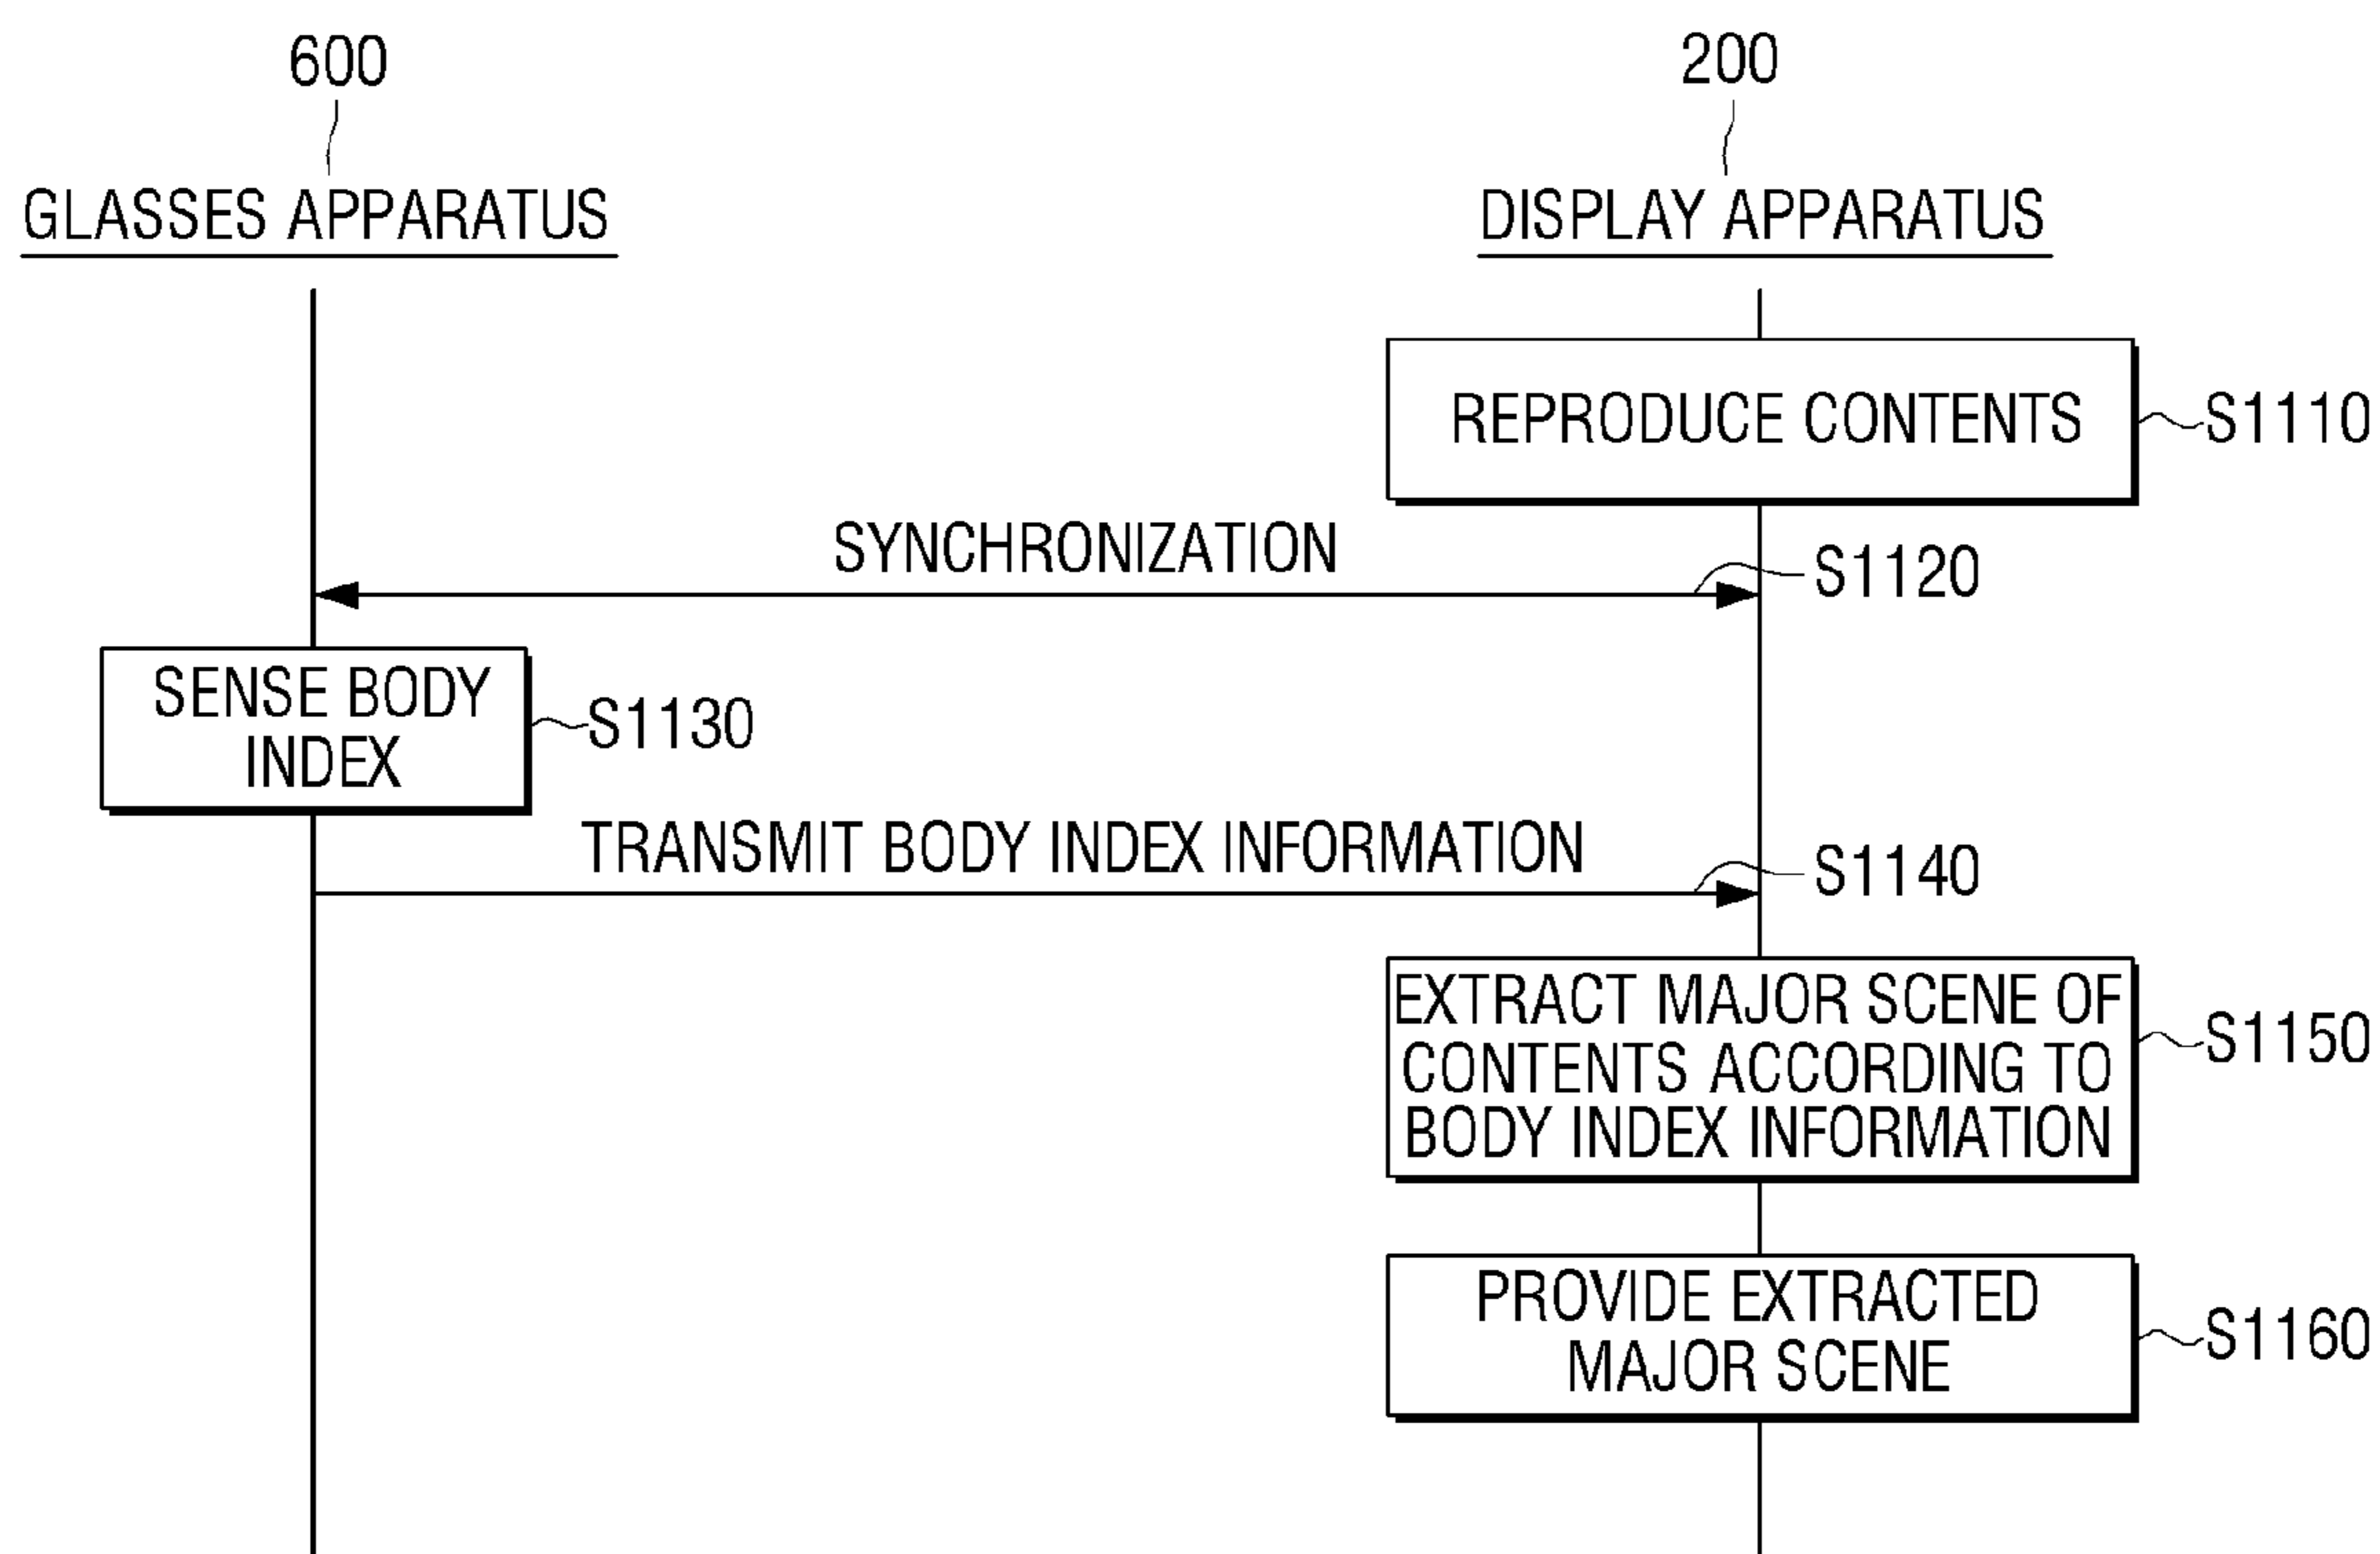 600
200
GLASSES APPARATUS
DISPLAY APPARATUS
REPRODUCE CONTENTS
S1110
SYNCHRONIZATION
S1120
SENSE BODY
INDEX
S1130
TRANSMIT BODY INDEX INFORMATION
S1140
EXTRACT MAJOR SCENE OF
CONTENTS ACCORDING TO
BODY INDEX INFORMATION
S1150
PROVIDE EXTRACTED
MAJOR SCENE
S1160